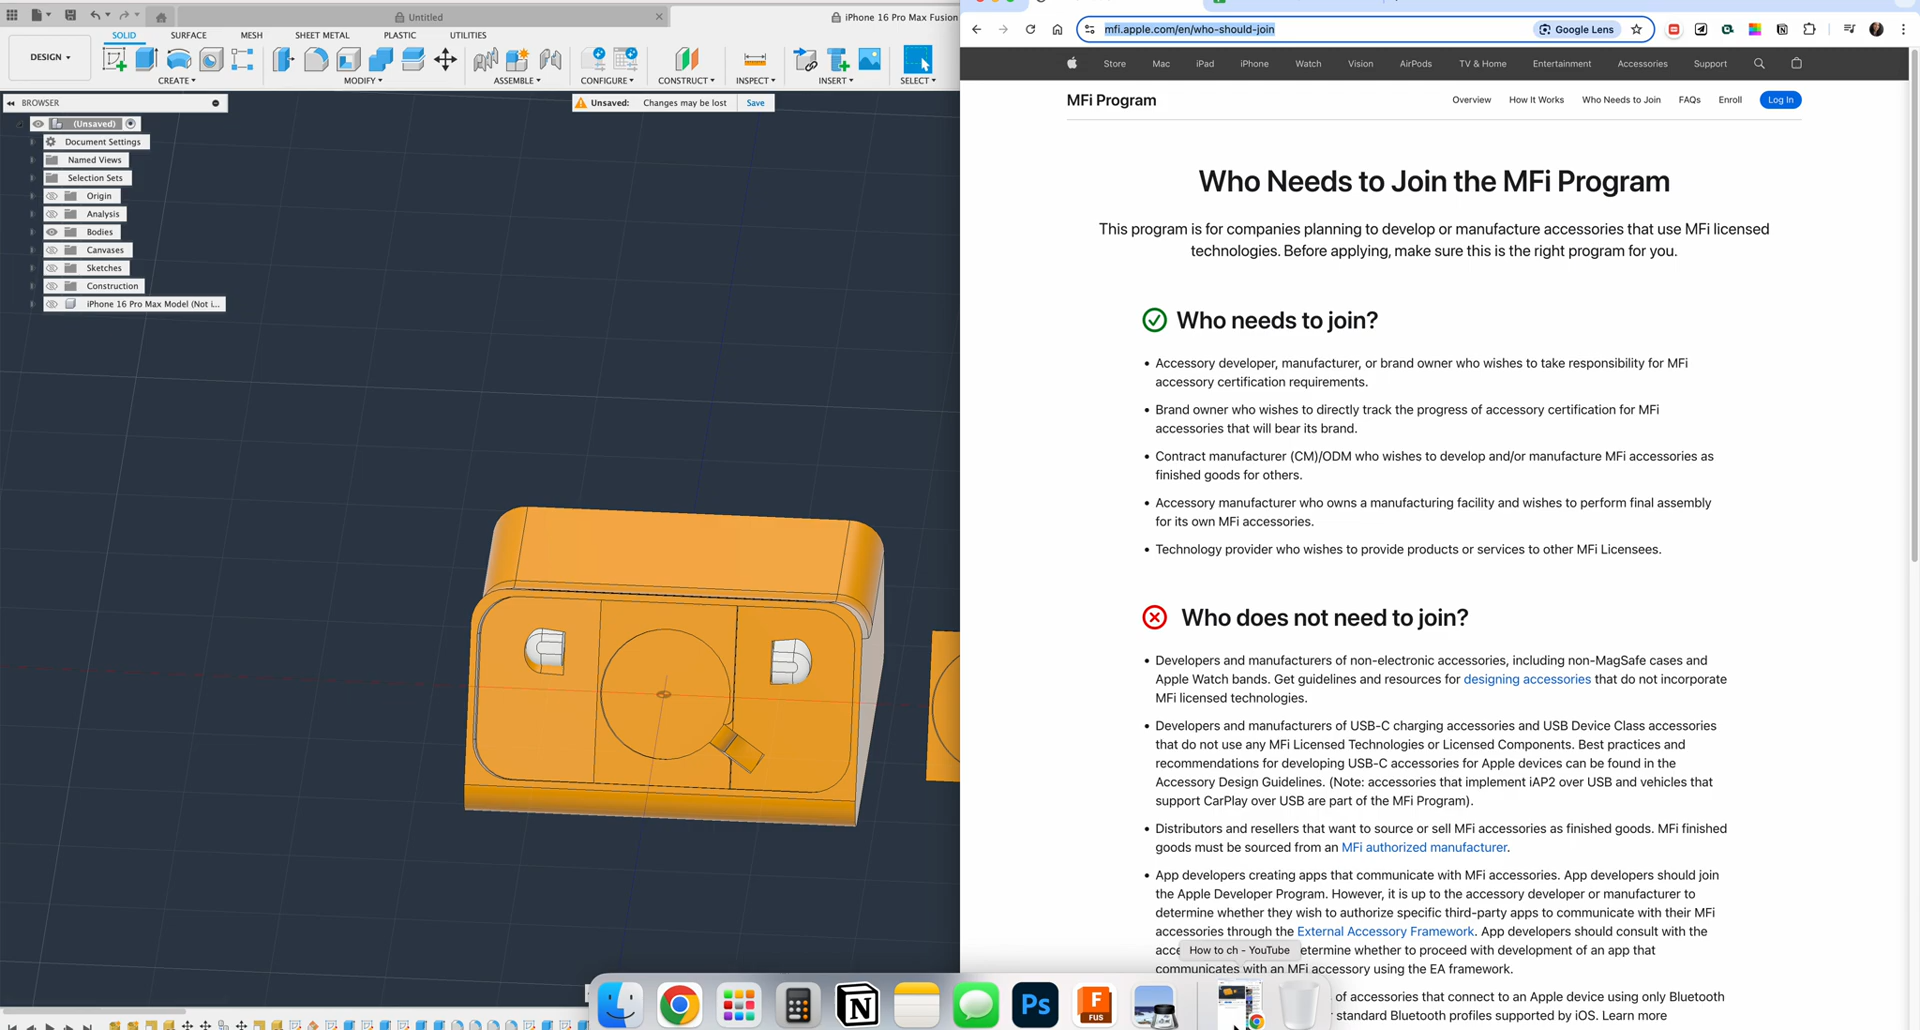 Untitled
iPhone 16 Pro Max Fusion
DESIGN
SOLID
SURFACE
MESH
SHEET METAL
PLASTIC
UTILITIES
CREATE
MODIFY
ASSEMBLE
CONFIGURE
CONSTRUCT
INSPECT
INSERT
SELECT
BROWSER
Unsaved: Changes may be lost Save
(Unsaved)
Document Settings
Named Views
Selection Sets
Origin
Analysis
Bodies
Canvases
Sketches
Construction
iPhone 16 Pro Max Model (Not i...
mfi.apple.com/en/who-should-join
Google Lens
Store Mac iPad iPhone Watch Vision AirPods TV & Home Entertainment Accessories Support
MFi Program
Overview How It Works Who Needs to Join FAQs Enroll Log In
Who Needs to Join the MFi Program
This program is for companies planning to develop or manufacture accessories that use MFi licensed
technologies. Before applying, make sure this is the right program for you.
Who needs to join?
• Accessory developer, manufacturer, or brand owner who wishes to take responsibility for MFi
accessory certification requirements.
• Brand owner who wishes to directly track the progress of accessory certification for MFi
accessories that will bear its brand.
• Contract manufacturer (CM)/ODM who wishes to develop and/or manufacture MFi accessories as
finished goods for others.
• Accessory manufacturer who owns a manufacturing facility and wishes to perform final assembly
for its own MFi accessories.
• Technology provider who wishes to provide products or services to other MFi Licensees.
Who does not need to join?
• Developers and manufacturers of non-electronic accessories, including non-MagSafe cases and
Apple Watch bands. Get guidelines and resources for designing accessories that do not incorporate
MFi licensed technologies.
• Developers and manufacturers of USB-C charging accessories and USB Device Class accessories
that do not use any MFi Licensed Technologies or Licensed Components. Best practices and
recommendations for developing USB-C accessories for Apple devices can be found in the
Accessory Design Guidelines. (Note: accessories that implement iAP2 over USB and vehicles that
support CarPlay over USB are part of the MFi Program).
• Distributors and resellers that want to source or sell MFi accessories as finished goods. MFi finished
goods must be sourced from an MFi authorized manufacturer.
• App developers creating apps that communicate with MFi accessories. App developers should join
the Apple Developer Program. However, it is up to the accessory developer or manufacturer to
determine whether they wish to authorize specific third-party apps to communicate with their MFi
accessories through the External Accessory Framework. App developers should consult with the
acce
How to ch - YouTube
etermine whether to proceed with development of an app that
communicates with an MFi accessory using the EA framework.
of accessories that connect to an Apple device using only Bluetooth
standard Bluetooth profiles supported by iOS. Learn more
Ps
F
FUS